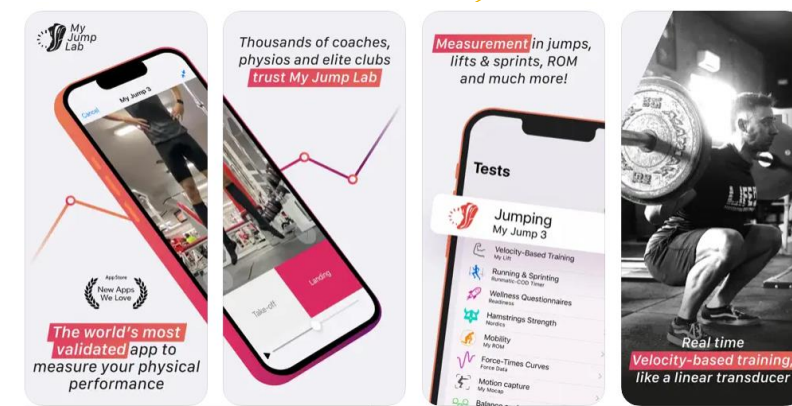 My
Jump
Lab
Cancel
My Jump 3
AppStore
New Apps
We Love
The world's most
validated app to
measure your physical
performance
Thousands of coaches,
physios and elite clubs
trust My Jump Lab
Take-off
Landing
Measurement in jumps,
lifts & sprints, ROM
and much more!
Tests
Jumping
My Jump 3
Velocity-Based Training
My Lift
Running & Sprinting
Runmatic-COD Timer
Wellness Questionnaires
Readiness
Hamstrings Strength
Nordics
Mobility
My ROM
Force-Times Curves
Force Data
Motion capture
My Mocap
Real time
Velocity-based training,
like a linear transducer